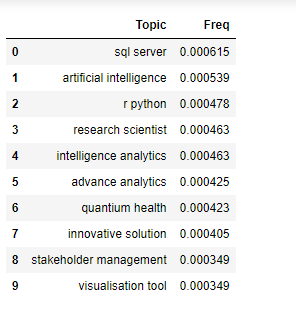 Topic Freq
0 sql server 0.000615
1 artificial intelligence 0.000539
2 r python 0.000478
3 research scientist 0.000463
4 intelligence analytics 0.000463
5 advance analytics 0.000425
6 quantium health 0.000423
7 innovative solution 0.000405
8 stakeholder management 0.000349
9 visualisation tool 0.000349